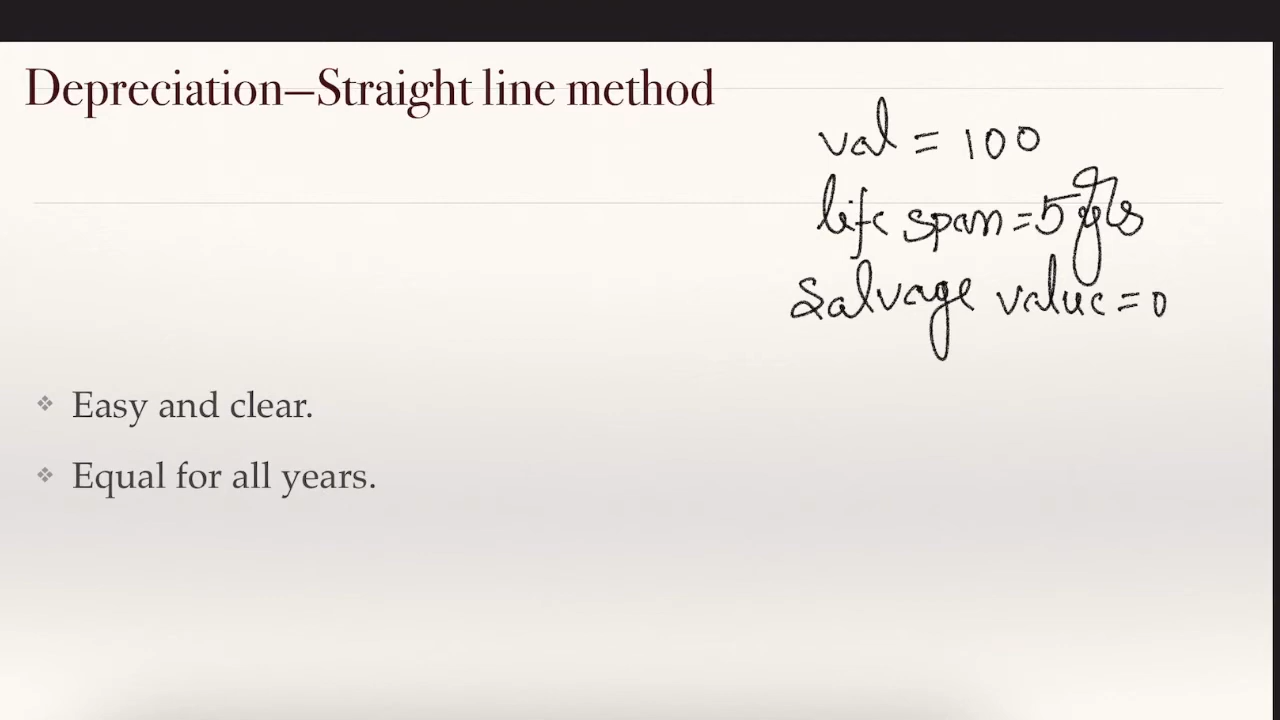 Depreciation—Straight line method
val = 100
life span = 5 yrs
Salvage value = 0
Easy and clear.
Equal for all years.